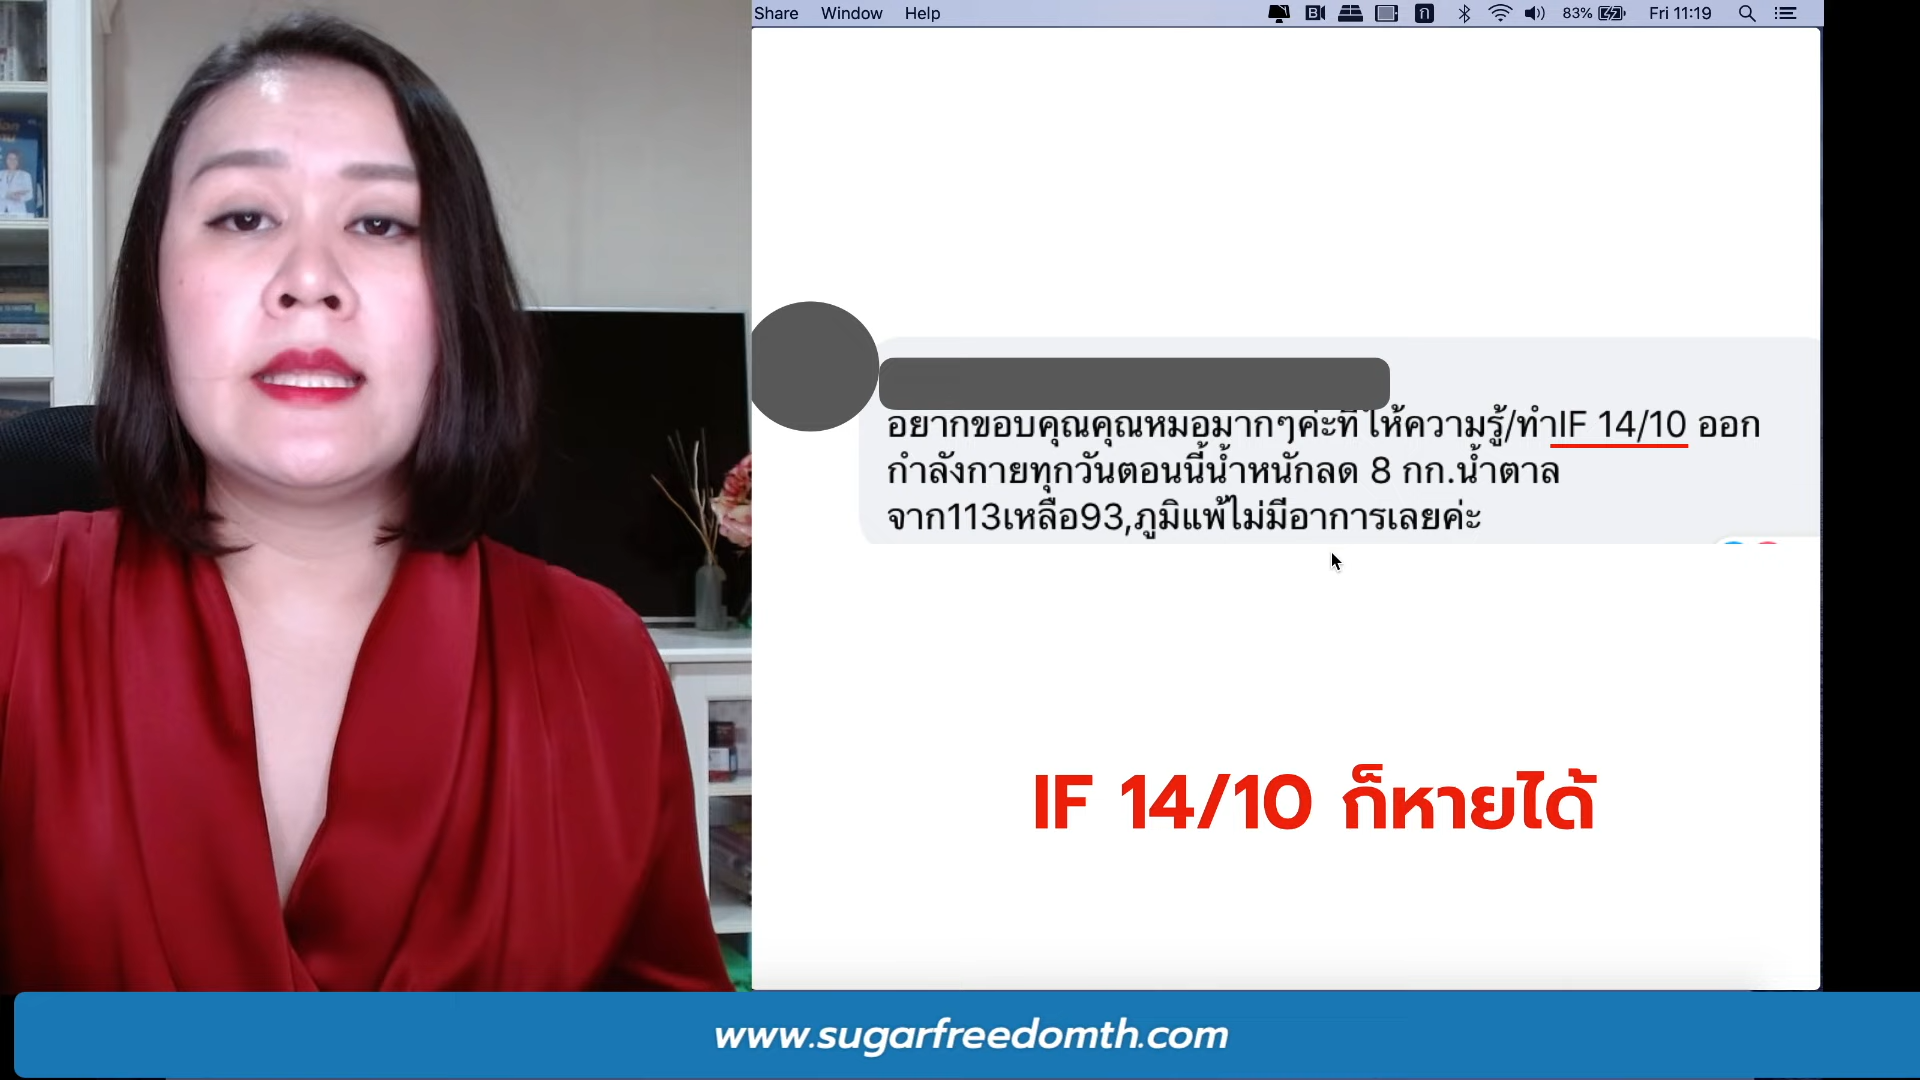 Share Window Help 83% Fri 11:19
อยากขอบคุณคุณหมอมากๆค่ะที่ให้ความรู้/ทำIF 14/10 ออก
กำลังกายทุกวันตอนนี้น้ำหนักลด 8 กก.น้ำตาล
จาก113เหลือ93,ภูมิแพ้ไม่มีอาการเลยค่ะ
IF 14/10 ก็หายได้
www.sugarfreedomth.com